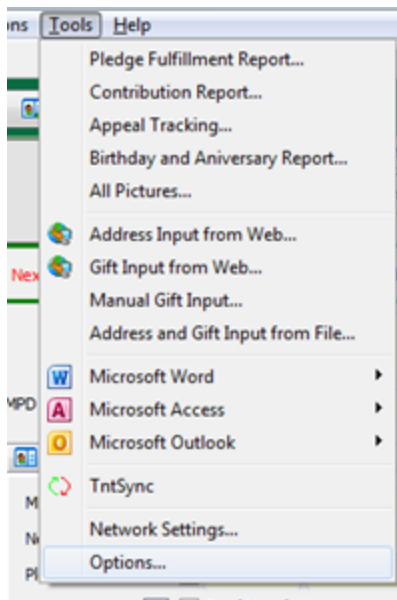 ons Tools Help
Pledge Fulfillment Report...
Contribution Report...
Appeal Tracking...
Birthday and Aniversary Report...
All Pictures...
Address Input from Web...
Nex Gift Input from Web...
Manual Gift Input...
Address and Gift Input from File...
W Microsoft Word
MPD A Microsoft Access
O Microsoft Outlook
TntSync
M
Network Settings...
Ne
Options...
Pl